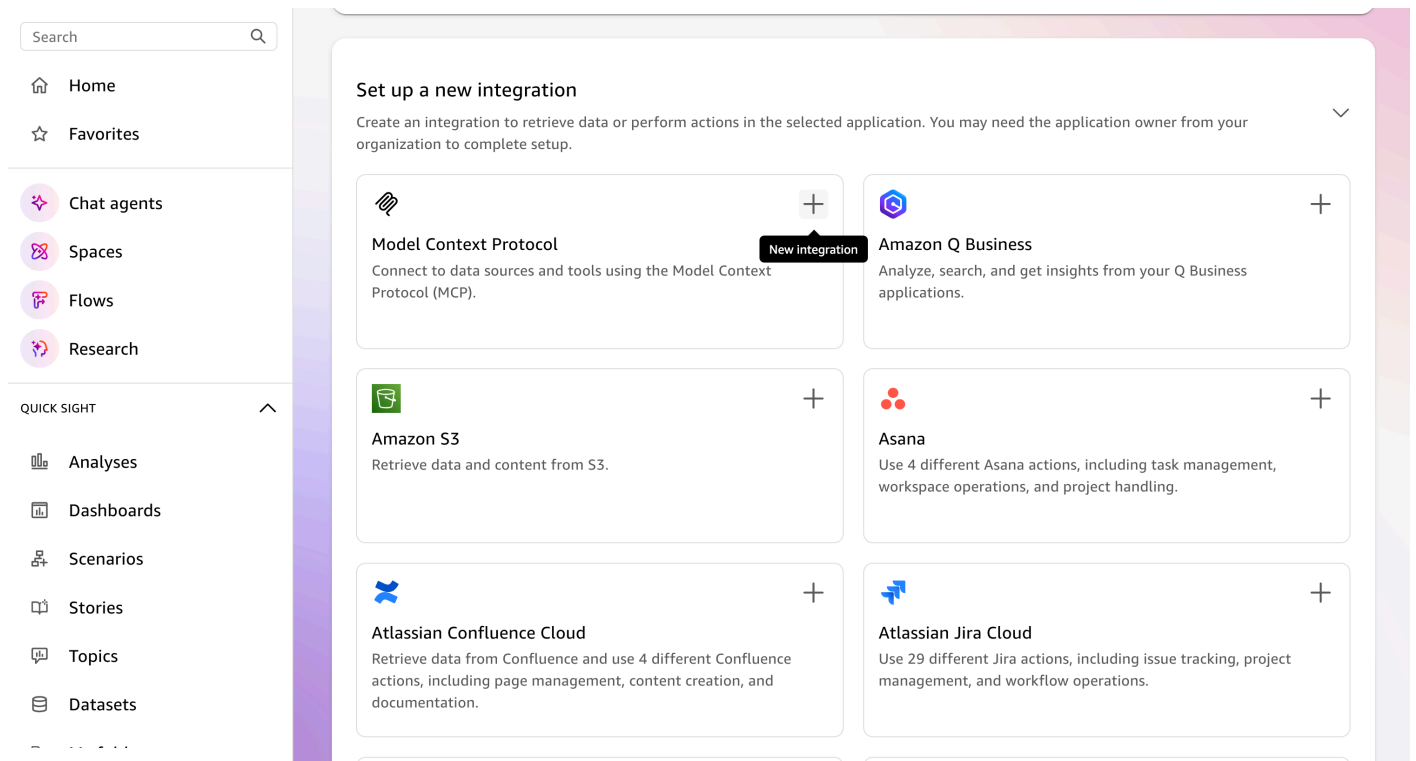 Search
Home
Favorites
Chat agents
Spaces
Flows
Research
QUICK SIGHT
Analyses
Dashboards
Scenarios
Stories
Topics
Datasets
Set up a new integration
Create an integration to retrieve data or perform actions in the selected application. You may need the application owner from your
organization to complete setup.
Model Context Protocol
New integration
Connect to data sources and tools using the Model Context
Protocol (MCP).
Amazon Q Business
Analyze, search, and get insights from your Q Business
applications.
Amazon S3
Retrieve data and content from S3.
Asana
Use 4 different Asana actions, including task management,
workspace operations, and project handling.
Atlassian Confluence Cloud
Retrieve data from Confluence and use 4 different Confluence
actions, including page management, content creation, and
documentation.
Atlassian Jira Cloud
Use 29 different Jira actions, including issue tracking, project
management, and workflow operations.